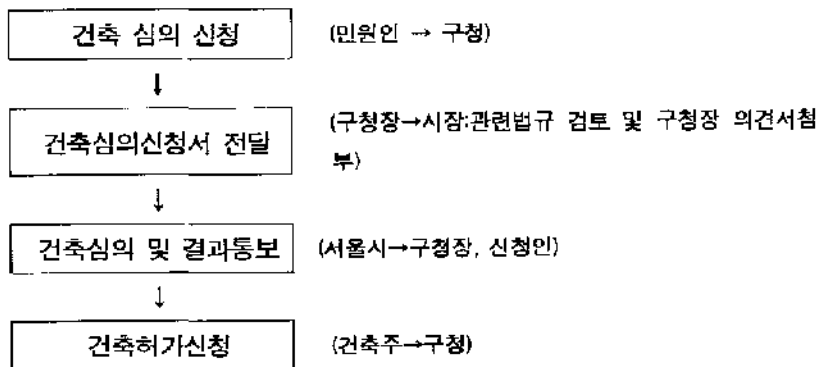 건축 심의 신청 (민원인 → 구청)
↓
건축심의신청서 전달 (구청장→시장:관련법규 검토 및 구청장 의견서첨
부)
↓
건축심의 및 결과통보 (서울시→구청장, 신청인)
↓
건축허가신청 (건축주→구청)